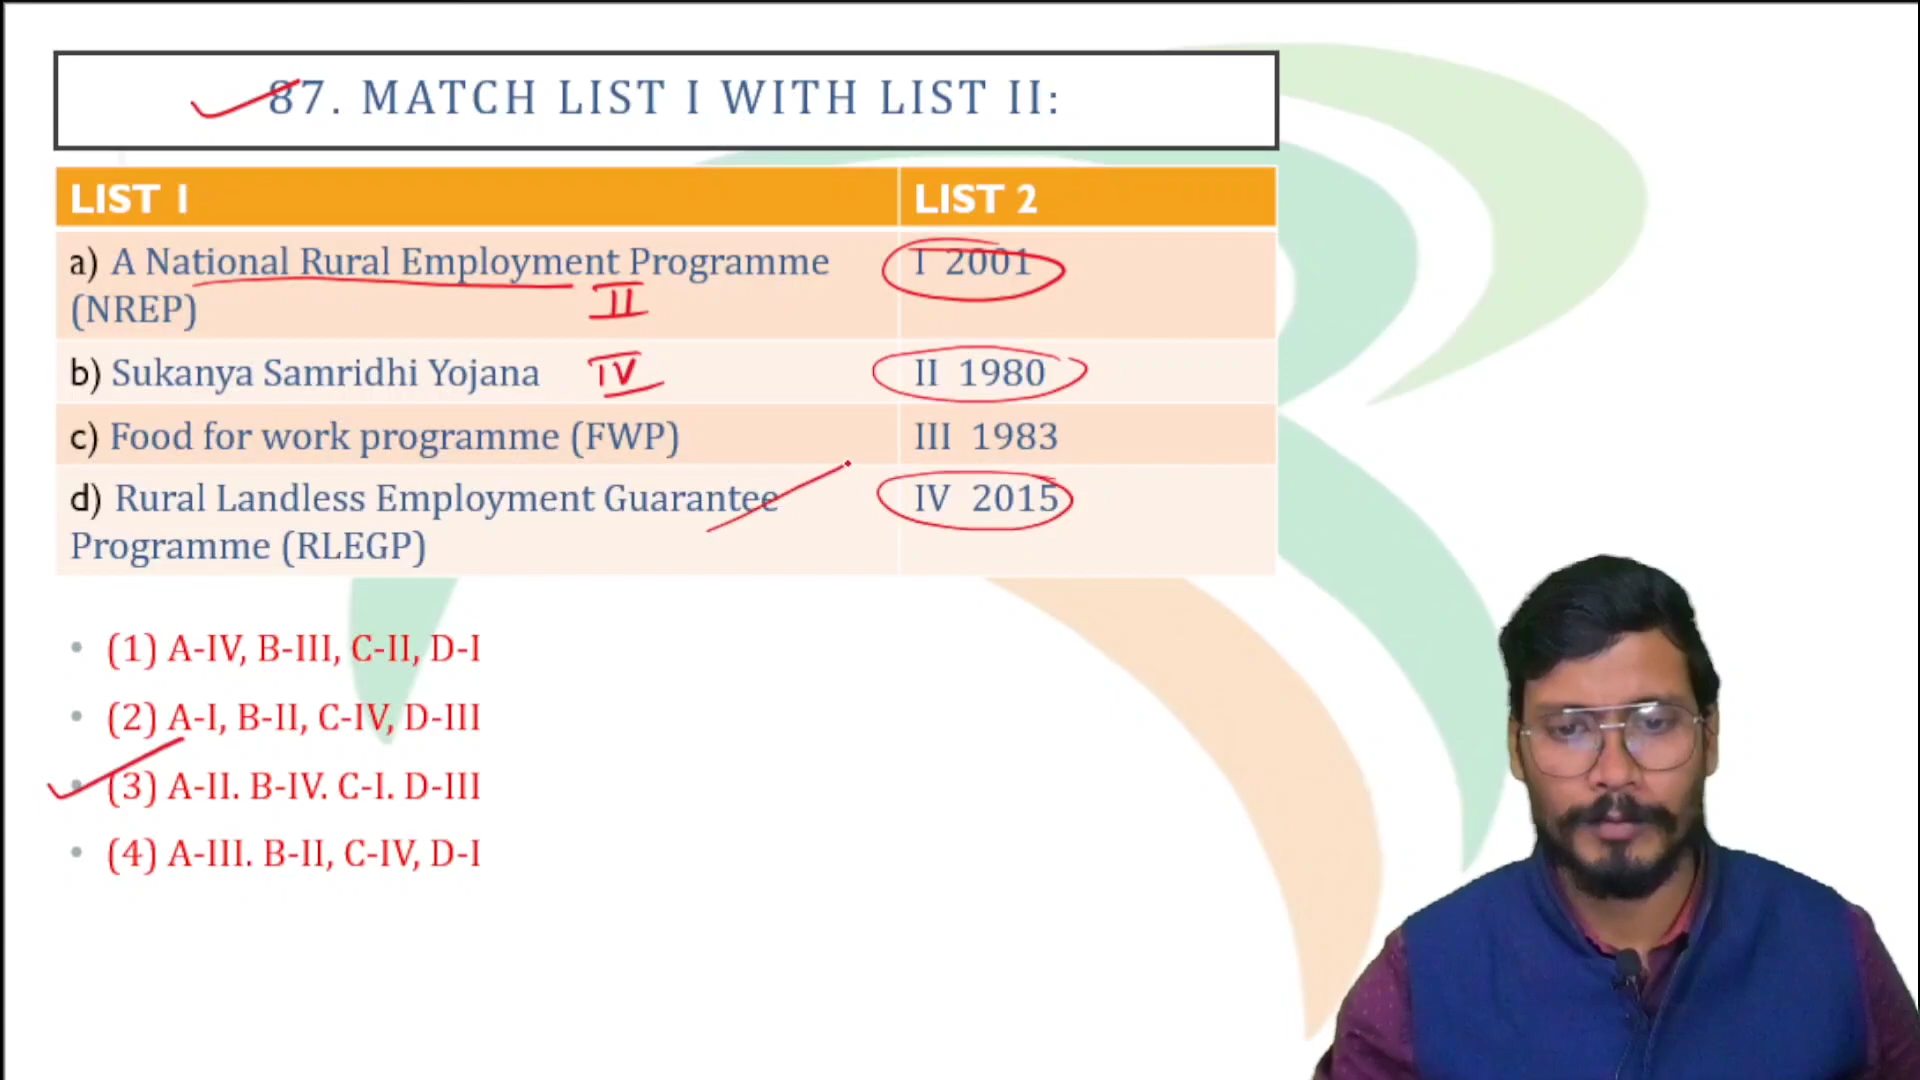 87. MATCH LIST I WITH LIST II:
LIST 1 LIST 2
a) A National Rural Employment Programme I 2001
(NREP) II
b) Sukanya Samridhi Yojana IV II 1980
c) Food for work programme (FWP) III 1983
d) Rural Landless Employment Guarantee IV 2015
Programme (RLEGP)
• (1) A-IV, B-III, C-II, D-I
• (2) A-I, B-II, C-IV, D-III
• (3) A-II. B-IV. C-I. D-III
• (4) A-III. B-II, C-IV, D-I